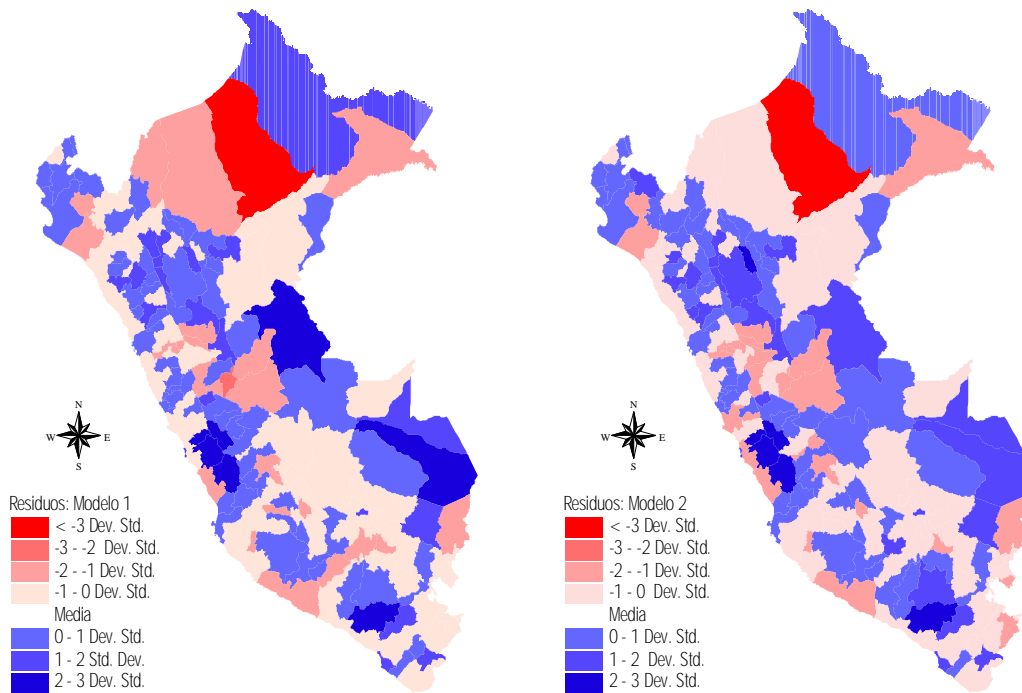 N
W E
S
Residuos: Modelo 1
< -3 Dev. Std.
-3 - -2 Dev. Std.
-2 - -1 Dev. Std.
-1 - 0 Dev. Std.
Media
0 - 1 Dev. Std.
1 - 2 Std. Dev.
2 - 3 Dev. Std.
N
W E
S
Residuos: Modelo 2
< -3 Dev. Std.
-3 - -2 Dev. Std.
-2 - -1 Dev. Std.
-1 - 0 Dev. Std.
Media
0 - 1 Dev. Std.
1 - 2 Dev. Std.
2 - 3 Dev. Std.